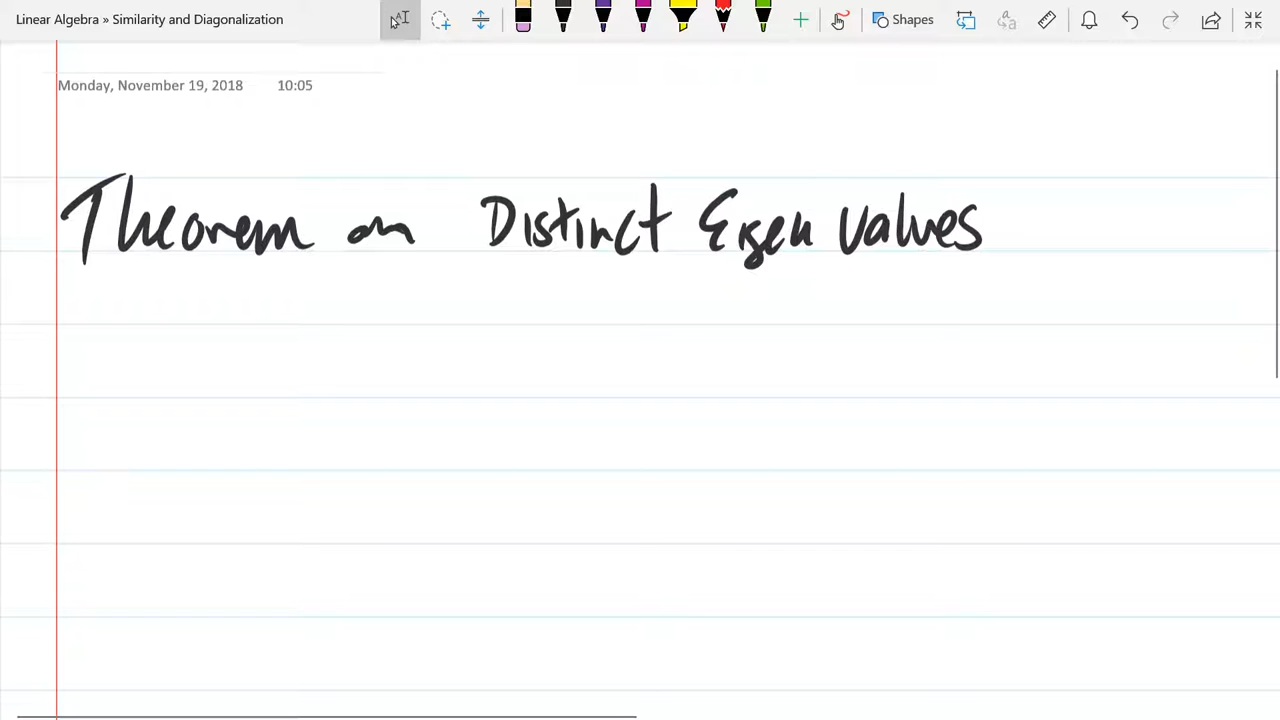 Linear Algebra » Similarity and Diagonalization
Shapes
Monday, November 19, 2018 10:05
Theorem on Distinct Eigen values